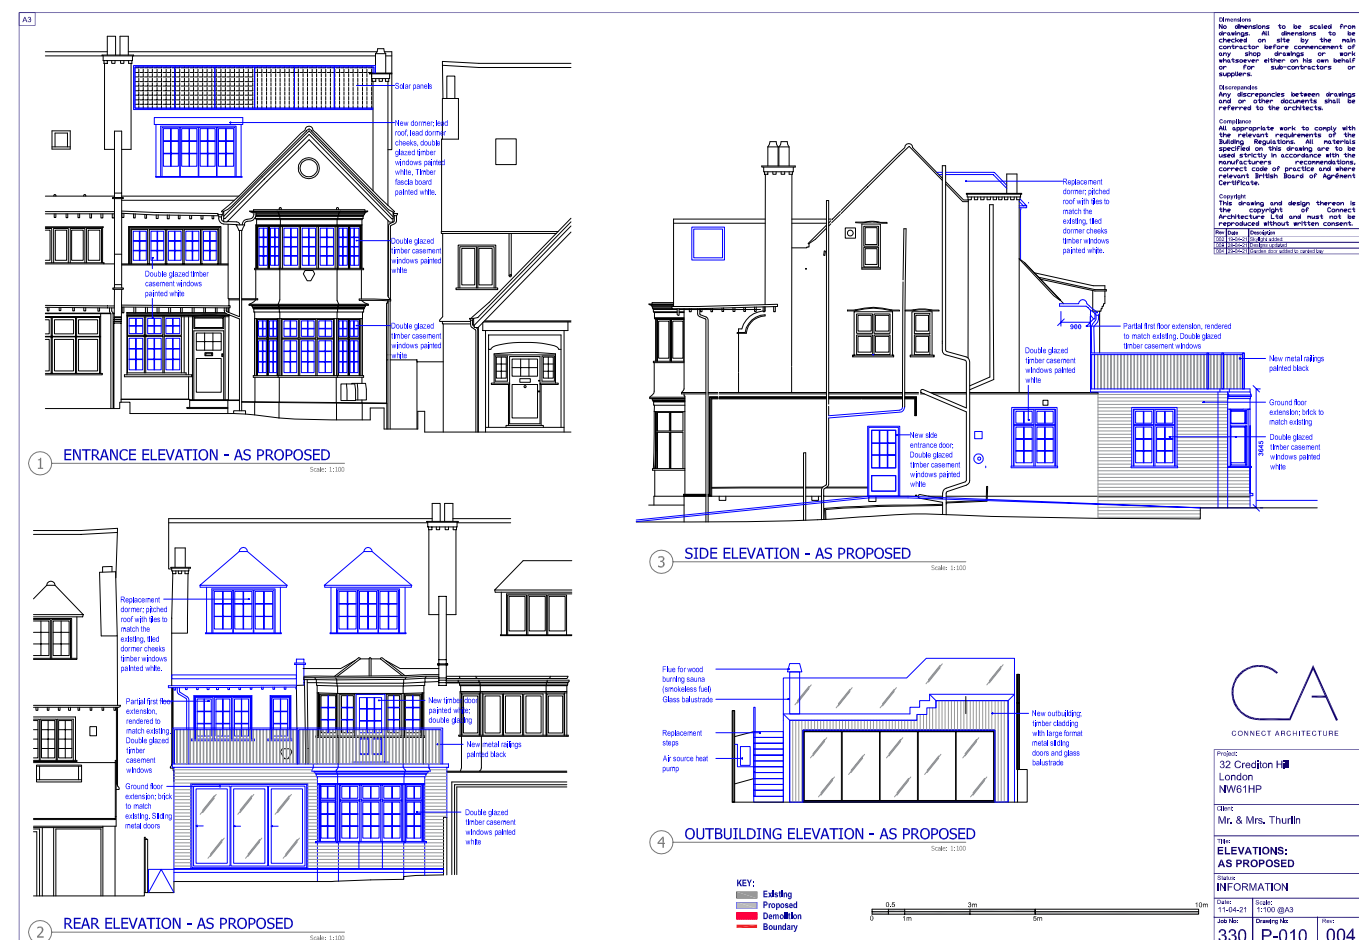 A3
Solar panels
New dormer; lead
roof, lead dormer
cheeks, double
glazed timber
windows painted
white. Timber
fascia board
painted white.
Double glazed
timber casement
windows painted
white
Double glazed timber
casement windows
painted white
Double glazed
timber casement
windows painted
white
1
ENTRANCE ELEVATION - AS PROPOSED
Scale: 1:100
Replacement
dormer; pitched
roof with tiles to
match the
existing, tiled
dormer cheeks
timber windows
painted white.
Partial first floor
extension,
rendered to
match existing.
Double glazed
timber
casement
windows
Ground floor
extension; brick
to match
existing. Sliding
metal doors
New timber door
painted white;
double glazing
New metal railings
painted black
Double glazed
timber casement
windows painted
white
2
REAR ELEVATION - AS PROPOSED
Scale: 1:100
Replacement
dormer; pitched
roof with tiles to
match the
existing, tiled
dormer cheeks
timber windows
painted white.
900
Partial first floor extension, rendered
to match existing. Double glazed
timber casement windows
Double glazed
timber casement
windows painted
white
New metal railings
painted black
Ground floor
extension; brick to
match existing
Double glazed
timber casement
windows painted
white
3645
New side
entrance door;
Double glazed
timber casement
windows painted
white
3
SIDE ELEVATION - AS PROPOSED
Scale: 1:100
Flue for wood
burning sauna
(smokeless fuel)
Glass balustrade
Replacement
steps
Air source heat
pump
New outbuilding;
timber cladding
with large format
metal sliding
doors and glass
balustrade
4
OUTBUILDING ELEVATION - AS PROPOSED
Scale: 1:100
KEY:
Existing
Proposed
Demolition
Boundary
0
0.5
1m
3m
5m
10m
Dimensions
No dimensions to be scaled from
drawings. All dimensions to be
checked on site by the main
contractor before commencement of
any shop drawings or work
whatsoever either on his own behalf
or for sub-contractors or
suppliers.
Discrepancies
Any discrepancies between drawings
and or other documents shall be
referred to the architects.
Compliance
All appropriate work to comply with
the relevant requirements of the
Building Regulations. All materials
specified on this drawing are to be
used strictly in accordance with the
manufacturers recommendations,
correct code of practice and where
relevant British Board of Agrément
Certificate.
Copyright
This drawing and design thereon is
the copyright of Connect
Architecture Ltd and must not be
reproduced without written consent.
Rev Date Description
Skylight added
Designs updated
Garden door added to curved bay
CA
CONNECT ARCHITECTURE
Project:
32 Crediton Hill
London
NW61HP
Client:
Mr. & Mrs. Thurlin
Title:
ELEVATIONS:
AS PROPOSED
Status:
INFORMATION
Date:
11-04-21
Scale:
1:100 @A3
Job No:
330
Drawing No:
P-010
Rev:
004